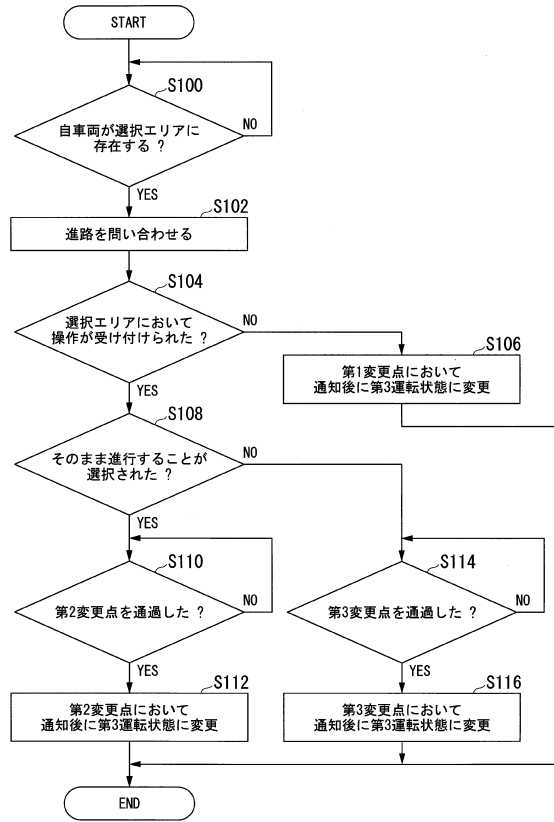 START
S100
自車両が選択エリアに
存在する ?
NO
YES
S102
進路を問い合わせる
S104
選択エリアにおいて
操作が受け付けられた ?
NO
YES
S106
第1変更点において
通知後に第3運転状態に変更
S108
そのまま進行することが
選択された ?
NO
YES
S110
第2変更点を通過した ?
NO
YES
S114
第3変更点を通過した ?
NO
YES
S112
第2変更点において
通知後に第3運転状態に変更
S116
第3変更点において
通知後に第3運転状態に変更
END